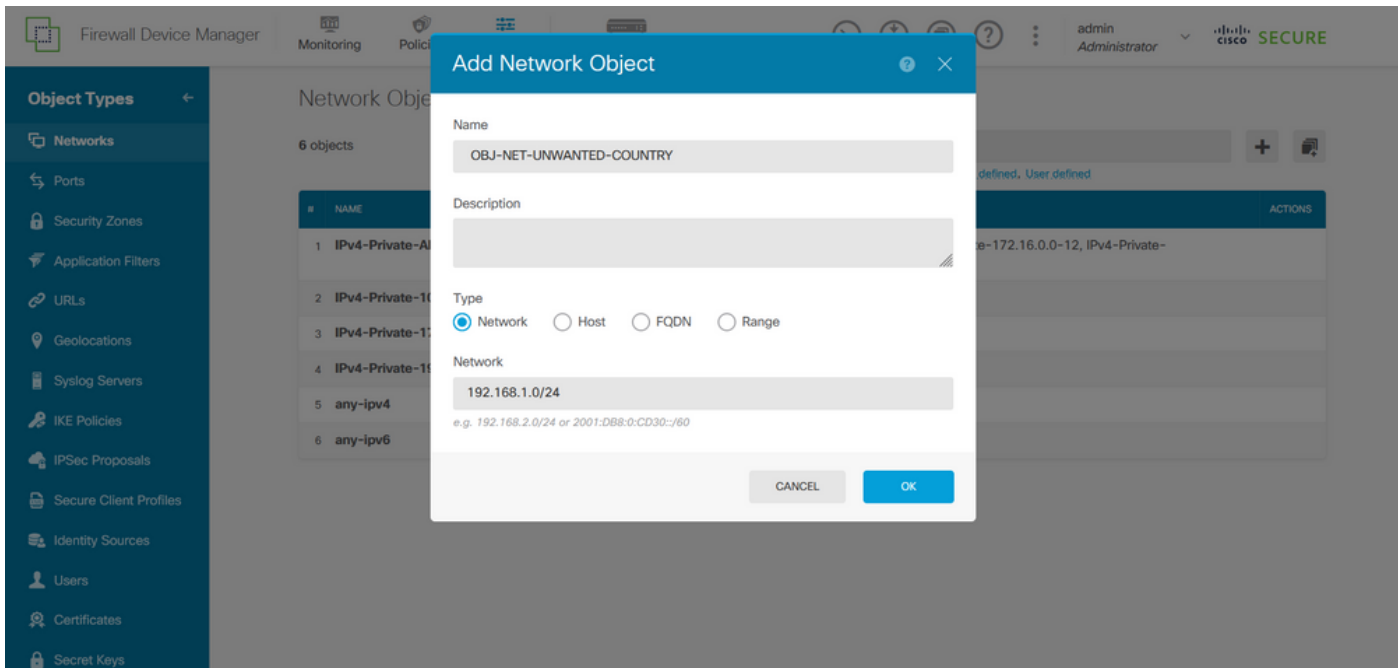 Firewall Device Manager
Monitoring
Polici
admin
Administrator
cisco SECURE
Object Types
Networks
Ports
Security Zones
Application Filters
URLs
Geolocations
Syslog Servers
IKE Policies
IPSec Proposals
Secure Client Profiles
Identity Sources
Users
Certificates
Secret Keys
Network Obje
6 objects
defined, User defined
# NAME
ACTIONS
1 IPv4-Private-Al
e-172.16.0.0-12, IPv4-Private-
2 IPv4-Private-10
3 IPv4-Private-17
4 IPv4-Private-19
5 any-ipv4
6 any-ipv6
Add Network Object
Name
OBJ-NET-UNWANTED-COUNTRY
Description
Type
Network Host FQDN Range
Network
192.168.1.0/24
e.g. 192.168.2.0/24 or 2001:DB8:0:CD30::/60
CANCEL OK